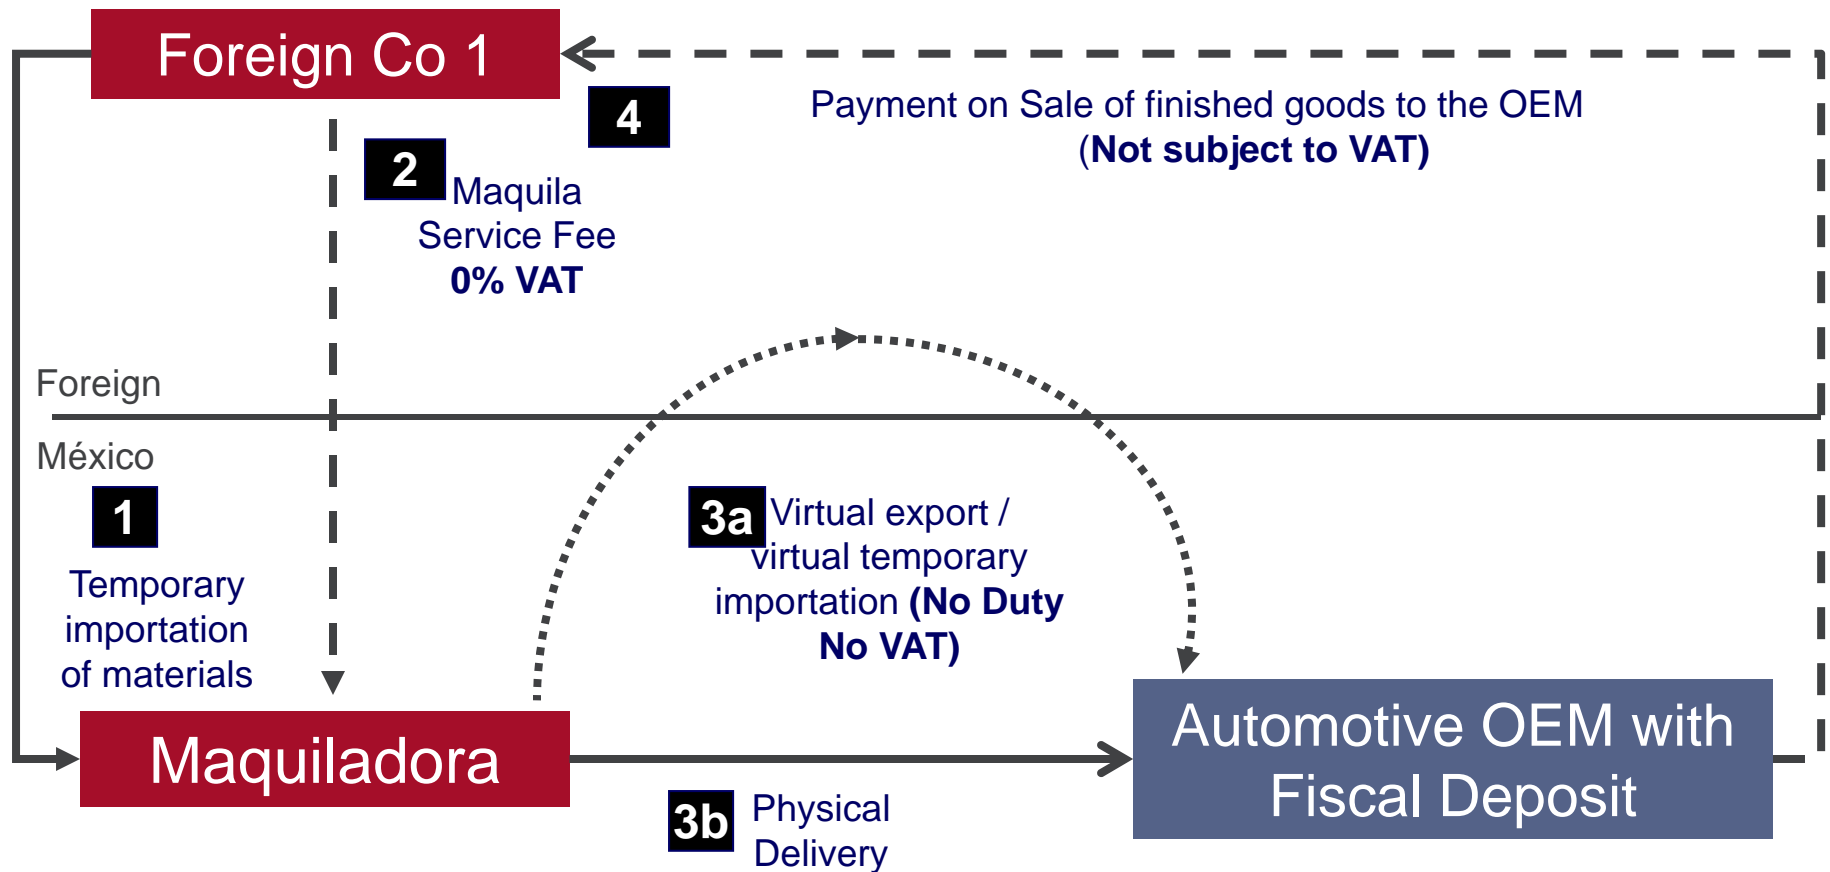 Foreign Co 1
4
Payment on Sale of finished goods to the OEM
(Not subject to VAT)
2
Maquila
Service Fee
0% VAT
Foreign
México
1
Temporary
importation
of materials
3a
Virtual export /
virtual temporary
importation (No Duty
No VAT)
Maquiladora
3b
Physical
Delivery
Automotive OEM with
Fiscal Deposit